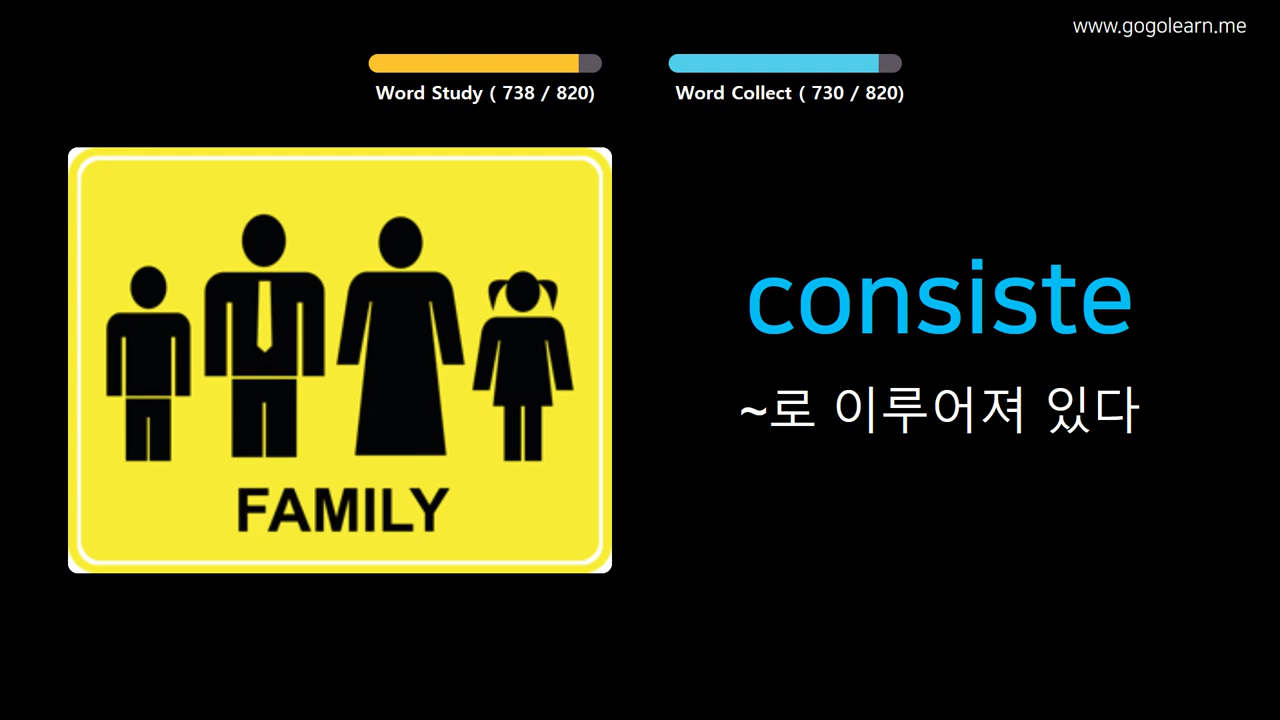 www.gogolearn.me
Word Study ( 738 / 820)
Word Collect ( 730 / 820)
consiste
~로 이루어져 있다
FAMILY